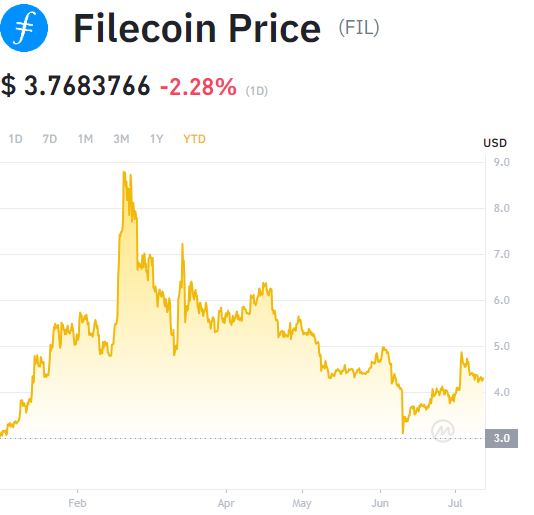 Filecoin Price (FIL)
$ 3.7683766 -2.28% (1D)
1D 7D 1M 3M 1Y YTD
USD
9.0
8.0
7.0
6.0
5.0
4.0
3.0
Feb Apr May Jun Jul